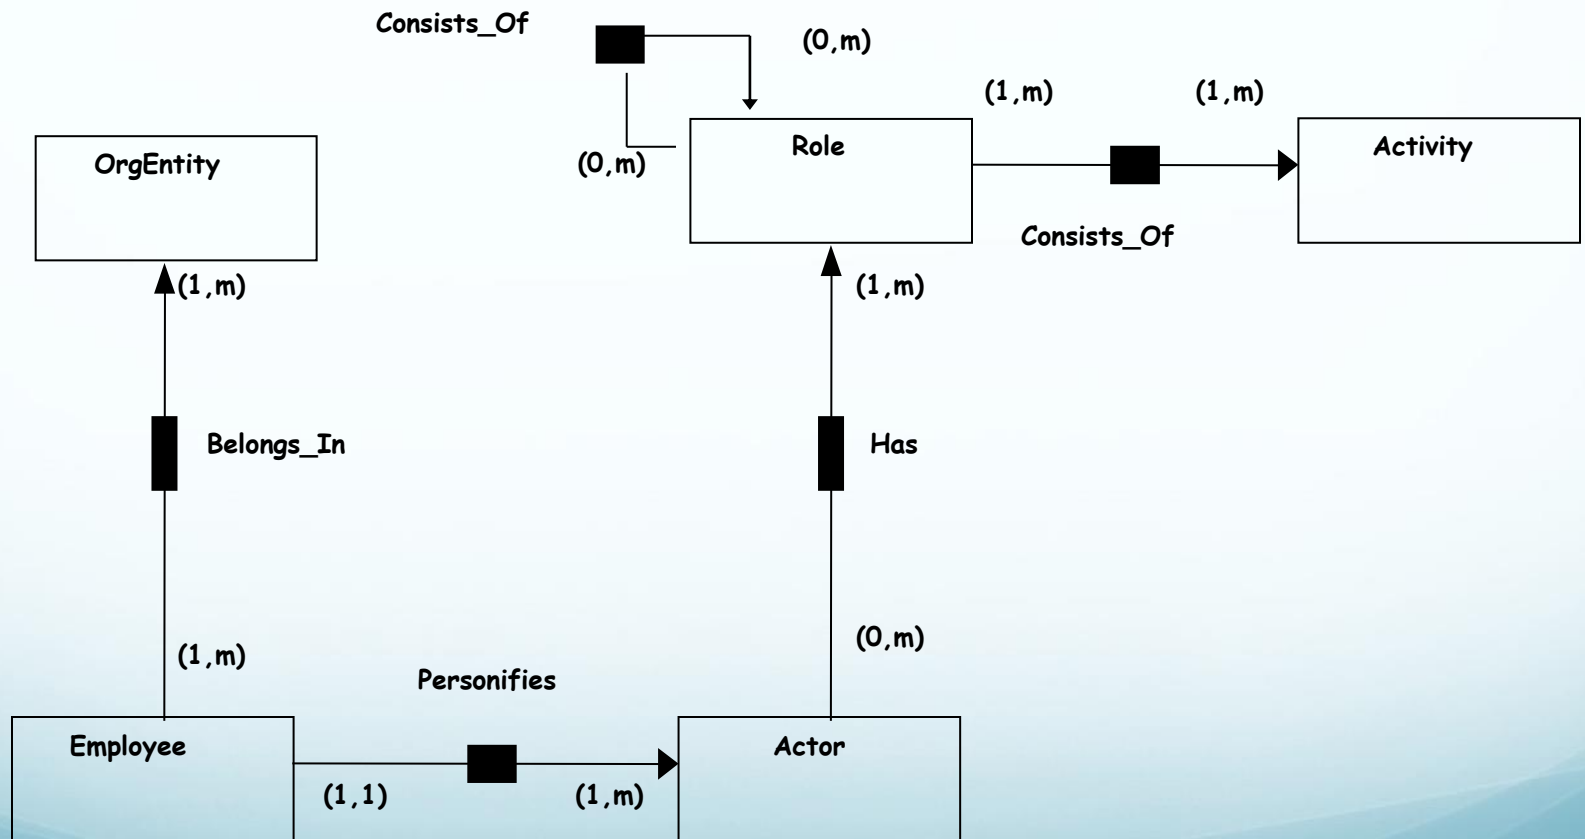 Consists_Of
(0,m)
(1,m)
(1,m)
OrgEntity
(0,m)
Role
Activity
Consists_Of
(1,m)
(1,m)
Belongs_In
Has
(1,m)
(0,m)
Personifies
Employee
Actor
(1,1)
(1,m)